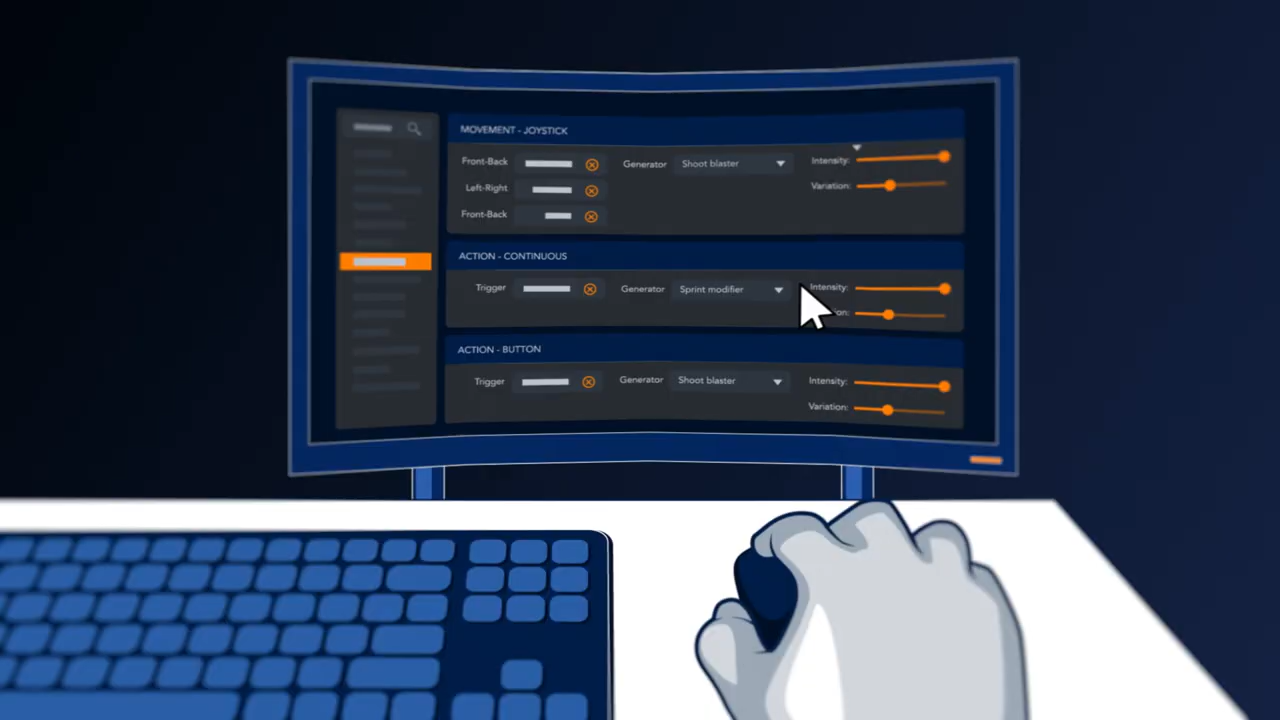 MOVEMENT - JOYSTICK
Front-Back Generator Shoot blaster Intensity:
Left-Right Variation:
Front-Back
ACTION - CONTINUOUS
Trigger Generator Sprint modifier Intensity:
on:
ACTION - BUTTON
Trigger Generator Shoot blaster Intensity:
Variation: